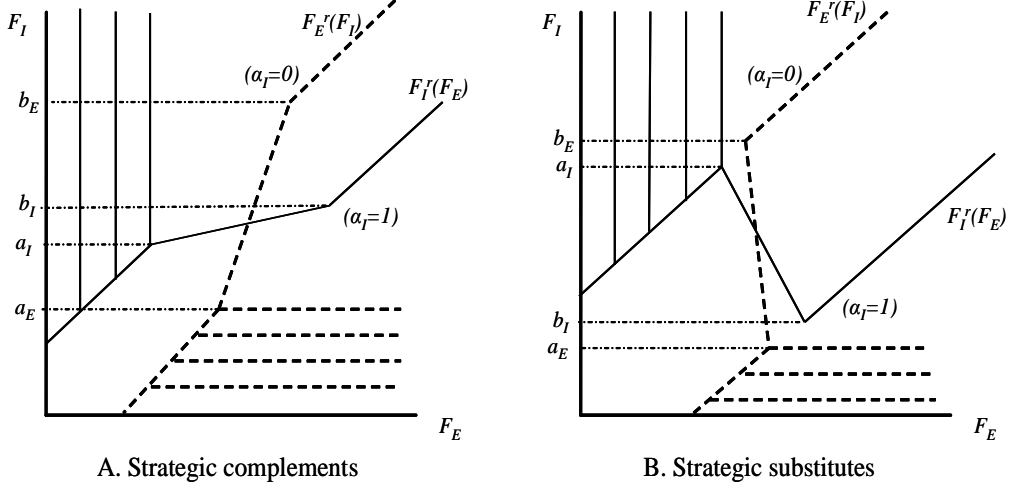 F_I
F_E^r(F_I)
(α_I=0)
F_I^r(F_E)
b_E
b_I
(α_I=1)
a_I
a_E
F_E
A. Strategic complements
F_I
F_E^r(F_I)
(α_I=0)
b_E
a_I
F_I^r(F_E)
(α_I=1)
b_I
a_E
F_E
B. Strategic substitutes